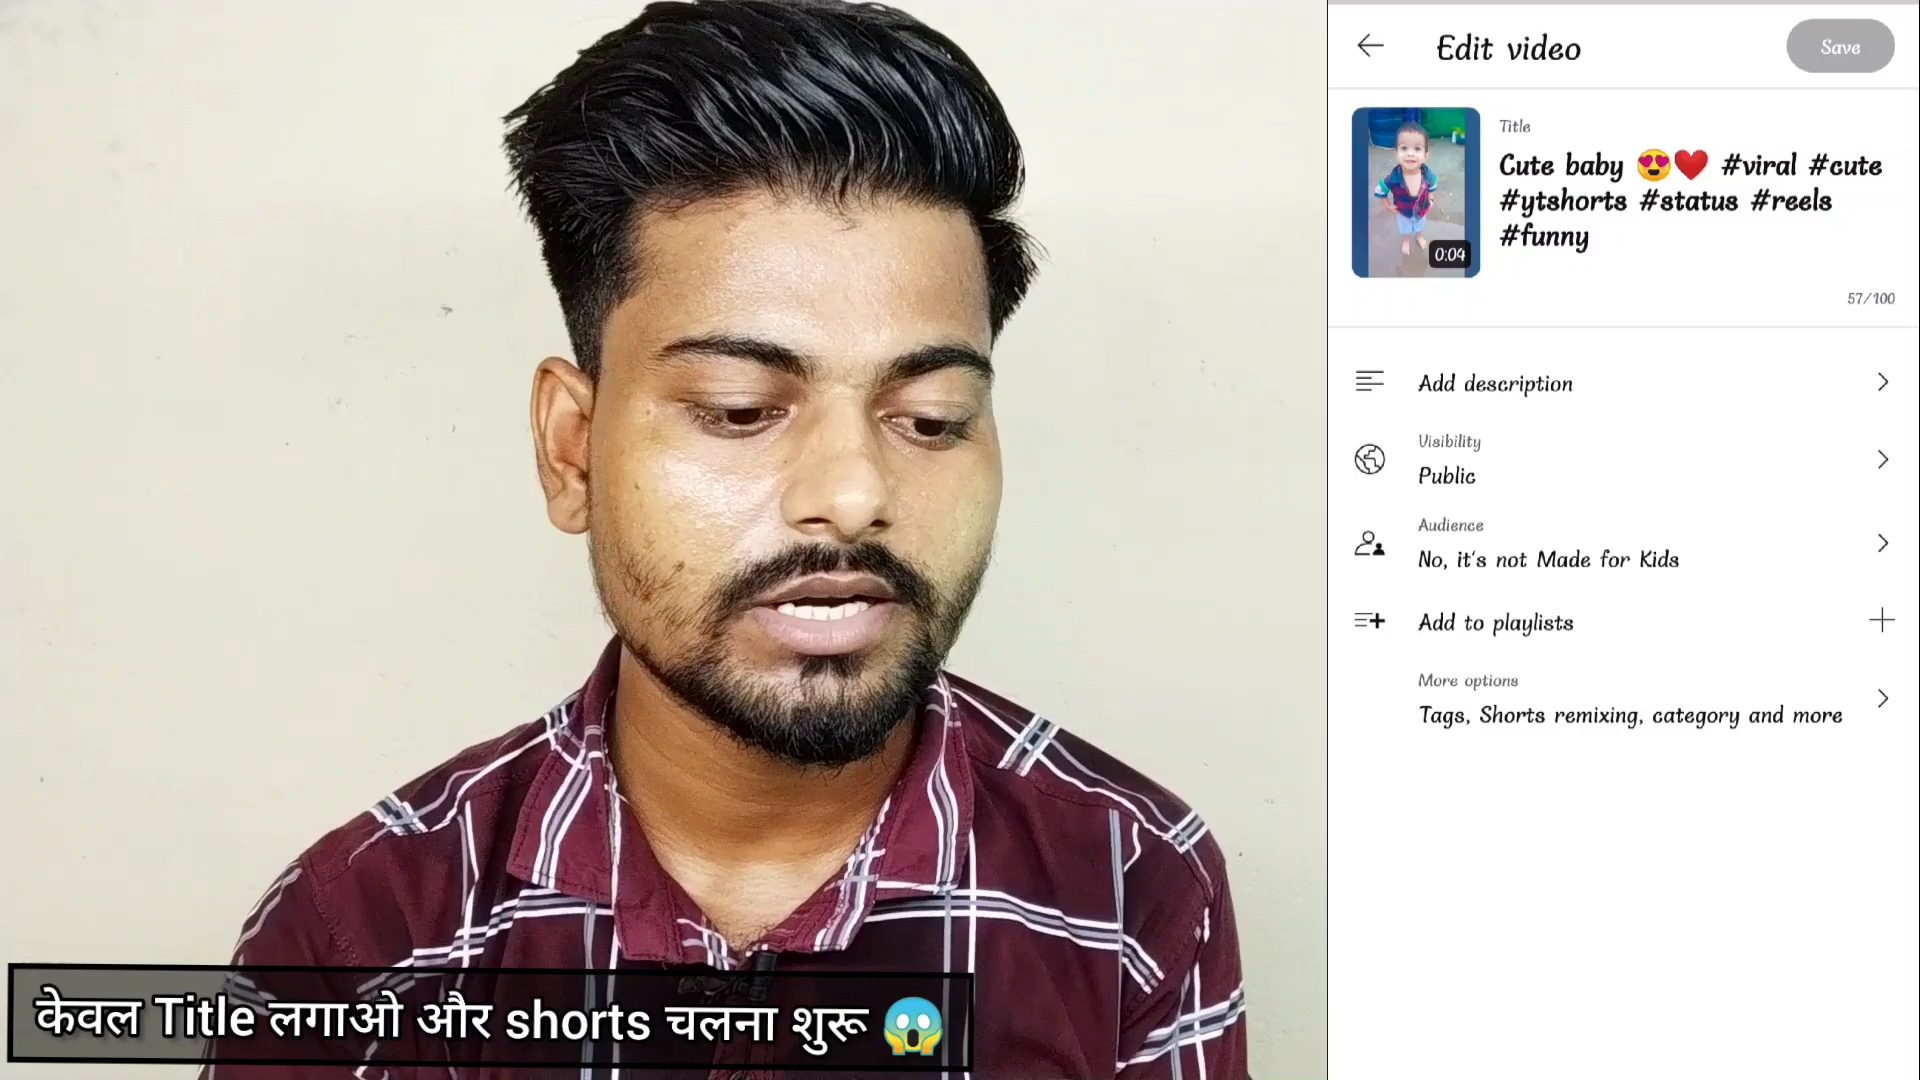 Edit video
Save
Title
Cute baby 😍❤️ #viral #cute
#ytshorts #status #reels
#funny
0:04
57/100
Add description
Visibility
Public
Audience
No, it's not Made for Kids
Add to playlists
More options
Tags, Shorts remixing, category and more
केवल Title लगाओ और shorts चलना शुरू 😱